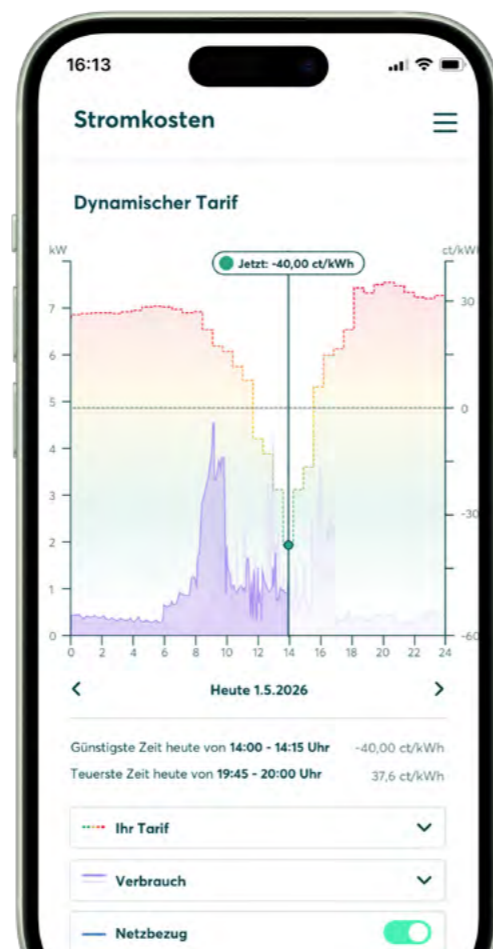 16:13
Stromkosten
Dynamischer Tarif
kW
ct/kWh
Jetzt: -40,00 ct/kWh
7
30
6
5
0
4
3
-30
2
1
0
-60
0 2 4 6 8 10 12 14 16 18 20 22 24
Heute 1.5.2026
Günstigste Zeit heute von 14:00 - 14:15 Uhr -40,00 ct/kWh
Teuerste Zeit heute von 19:45 - 20:00 Uhr 37,6 ct/kWh
Ihr Tarif
Verbrauch
Netzbezug